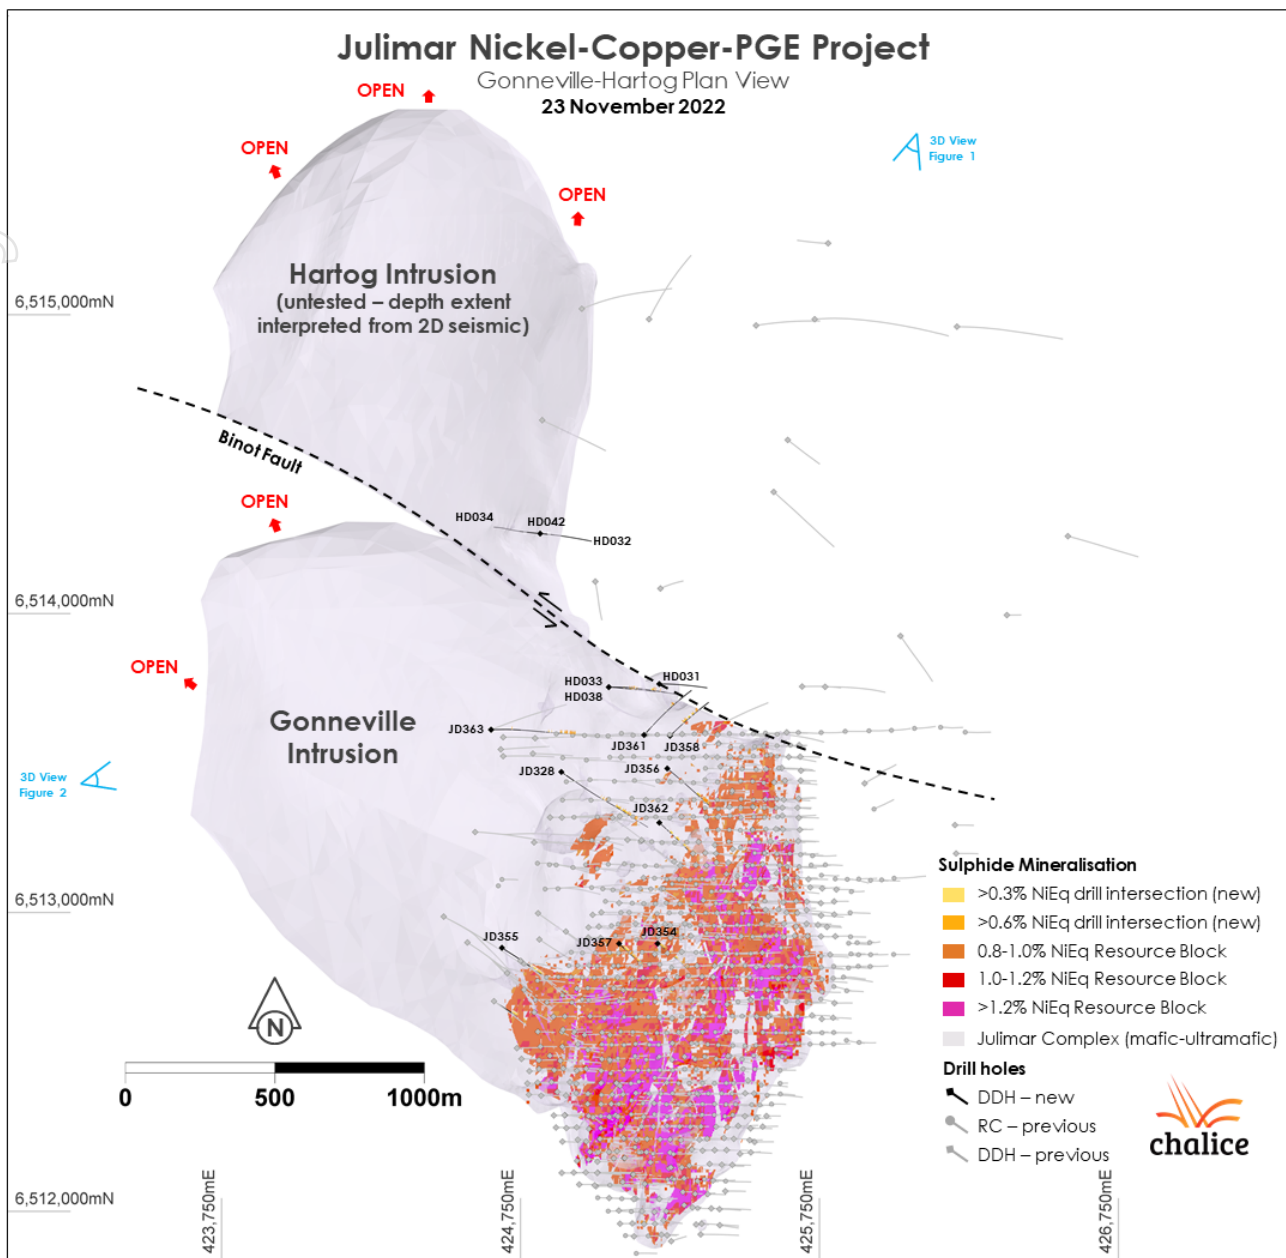 Julimar Nickel-Copper-PGE Project
Gonneville-Hartog Plan View
23 November 2022
OPEN
OPEN
OPEN
3D View
Figure 1
Hartog Intrusion
(untested – depth extent
interpreted from 2D seismic)
6,515,000mN
Binot Fault
OPEN
HD034
HD042
HD032
6,514,000mN
OPEN
HD033
HD031
HD038
Gonneville
Intrusion
JD363
JD361
JD358
3D View
Figure 2
JD328
JD356
JD362
6,513,000mN
JD355
JD357
JD354
Sulphide Mineralisation
>0.3% NiEq drill intersection (new)
>0.6% NiEq drill intersection (new)
0.8-1.0% NiEq Resource Block
1.0-1.2% NiEq Resource Block
>1.2% NiEq Resource Block
Julimar Complex (mafic-ultramafic)
Drill holes
DDH – new
RC – previous
DDH – previous
N
0 500 1000m
chalice
6,512,000mN
423,750mE
424,750mE
425,750mE
426,750mE